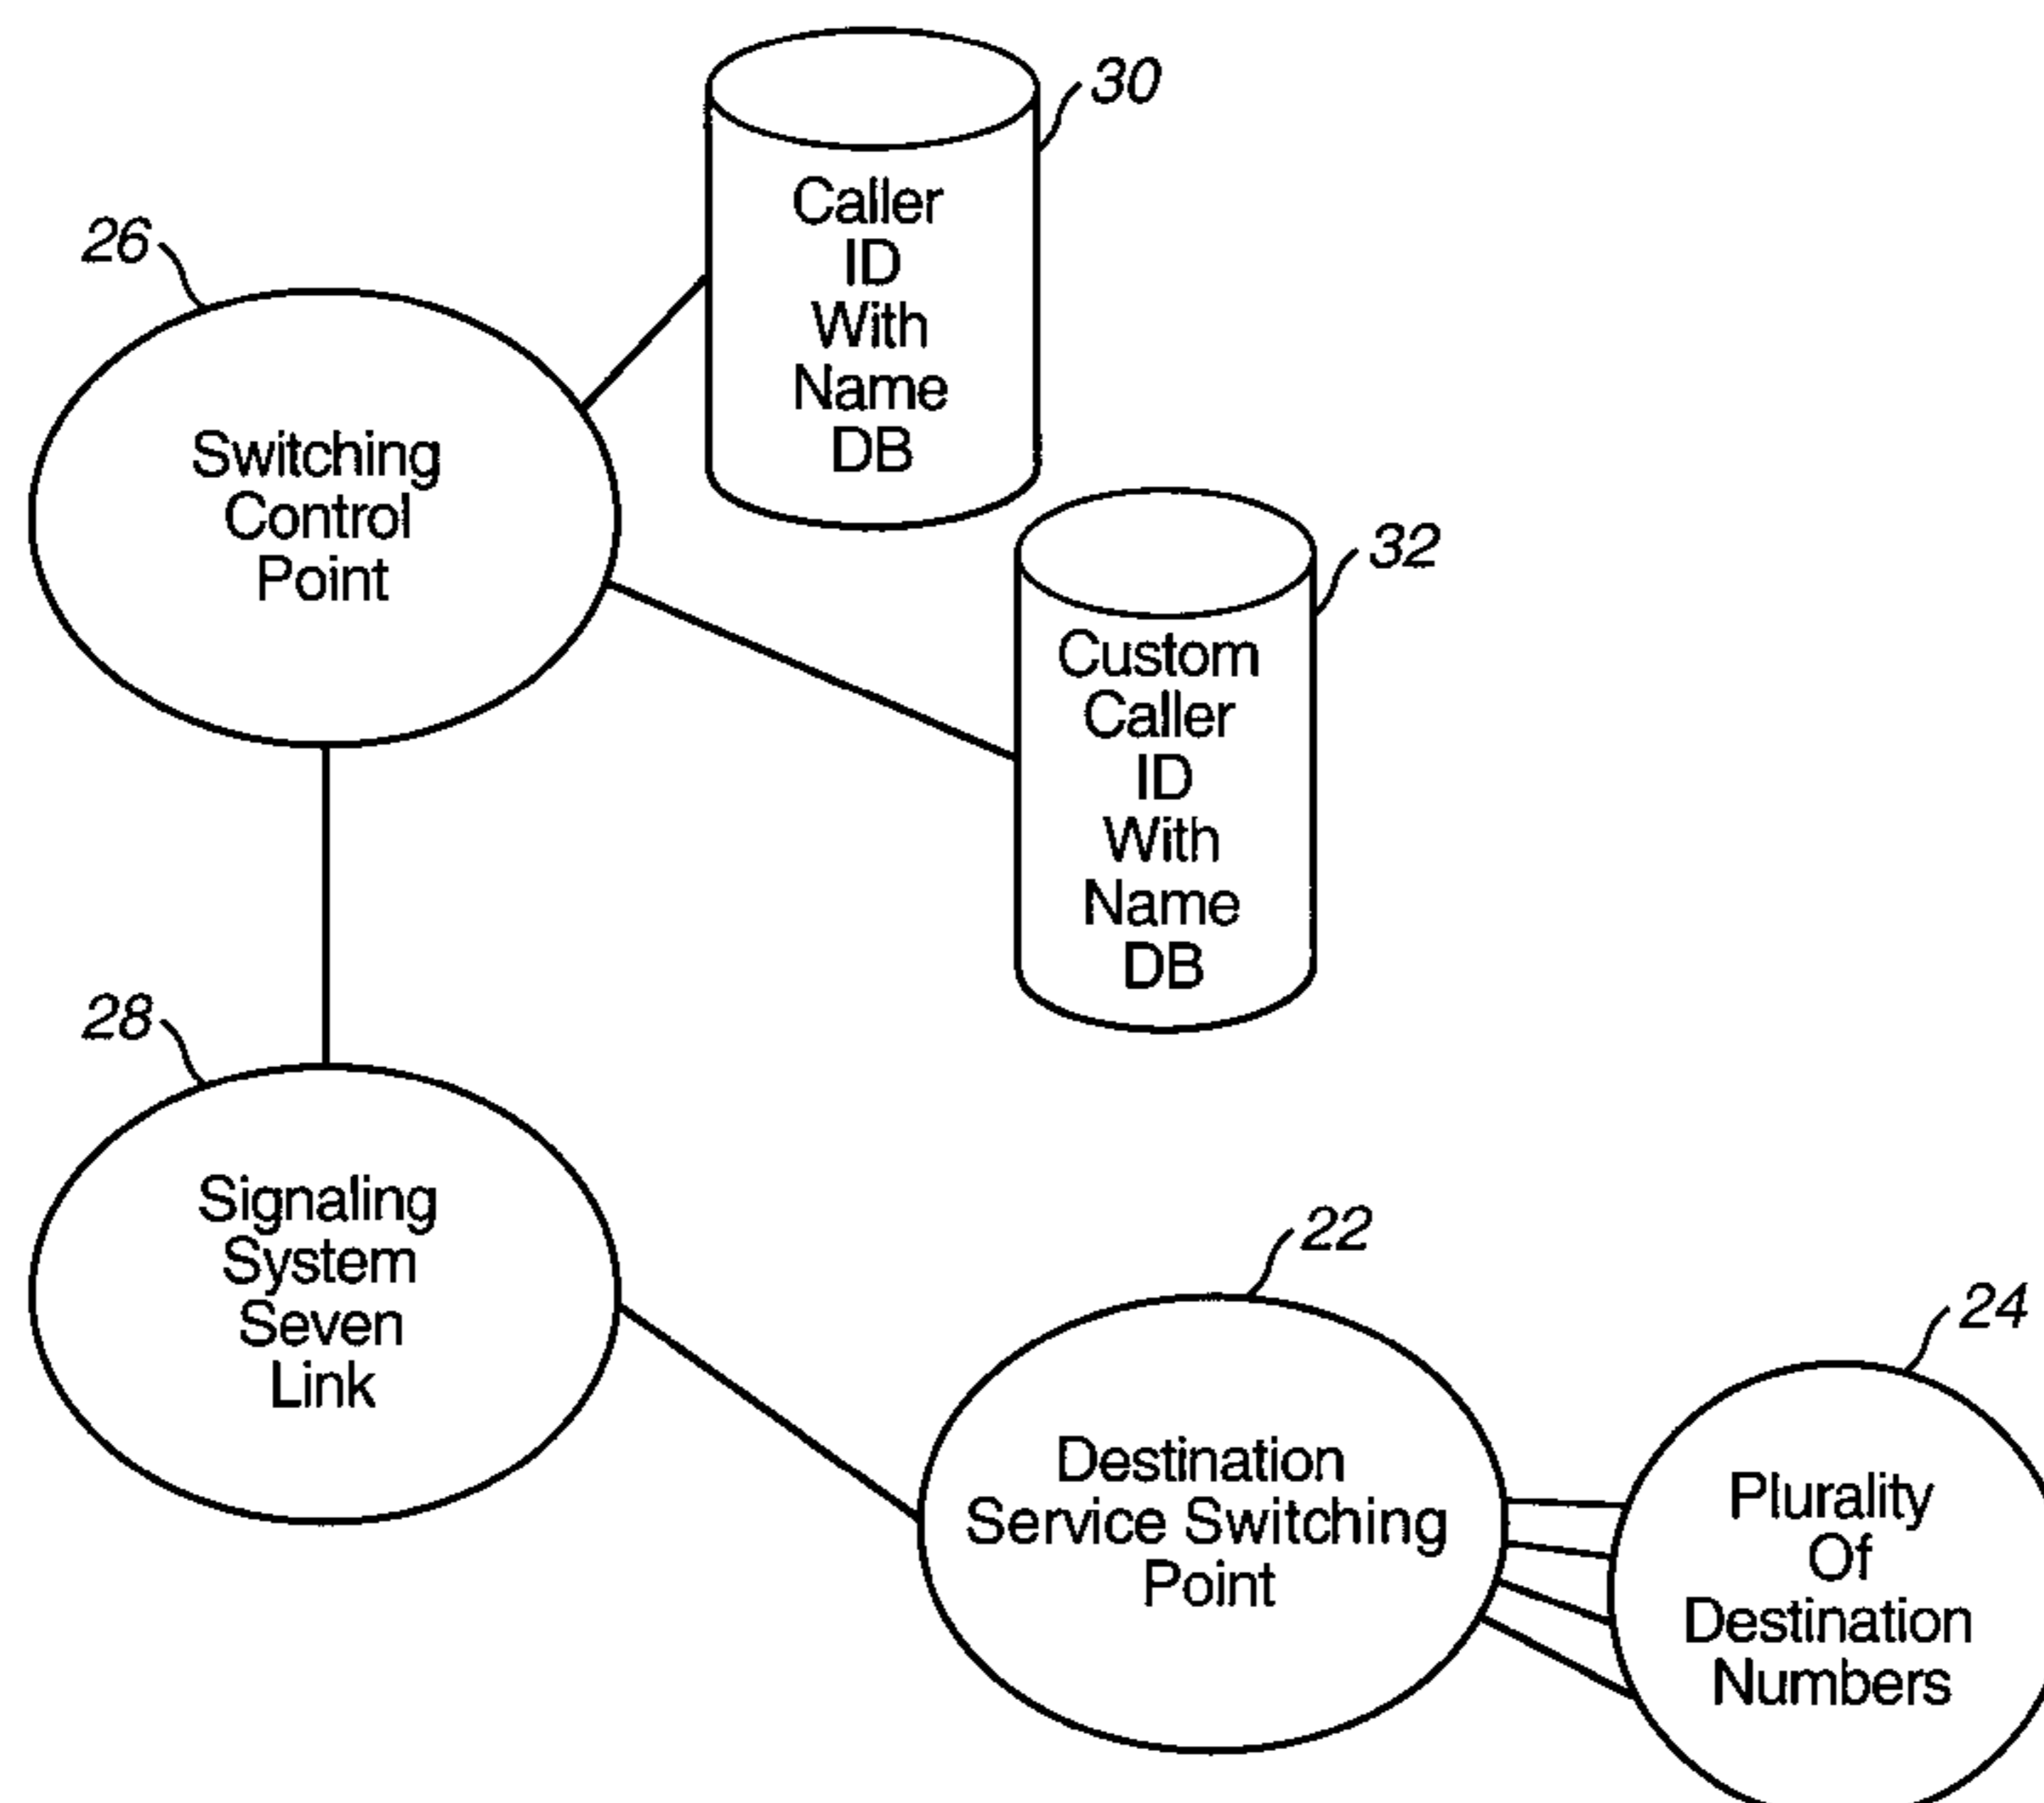 30
Caller
ID
With
Name
DB
26
Switching
Control
Point
32
Custom
Caller
ID
With
Name
DB
28
Signaling
System
Seven
Link
22
Destination
Service Switching
Point
24
Plurality
Of
Destination
Numbers